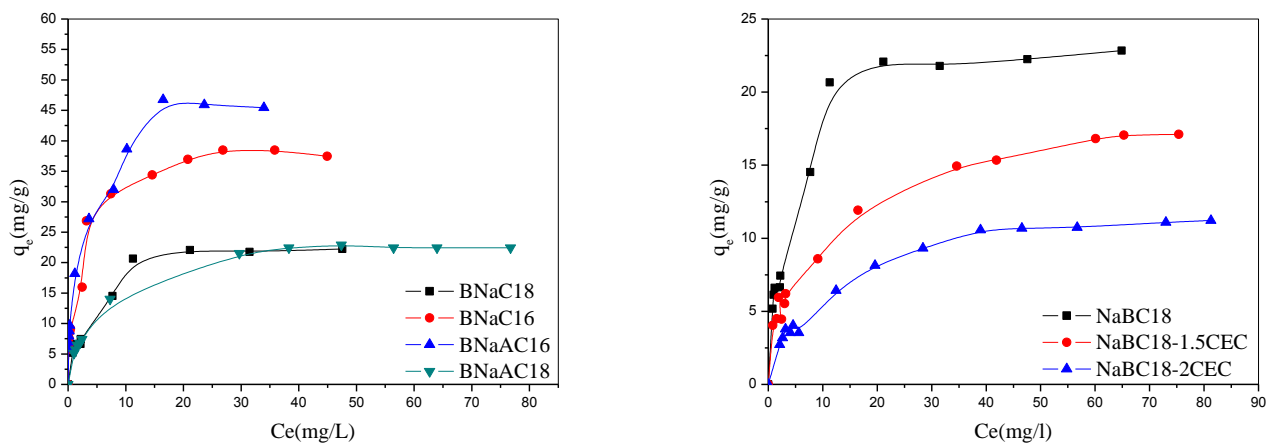 60
55
50
45
40
35
30
25
20
15
10
5
0
qe(mg/g)
0 10 20 30 40 50 60 70 80
Ce(mg/L)
BNaC18
BNaC16
BNaAC16
BNaAC18
25
20
15
10
5
0
qe(mg/g)
0 10 20 30 40 50 60 70 80 90
Ce(mg/l)
NaBC18
NaBC18-1.5CEC
NaBC18-2CEC